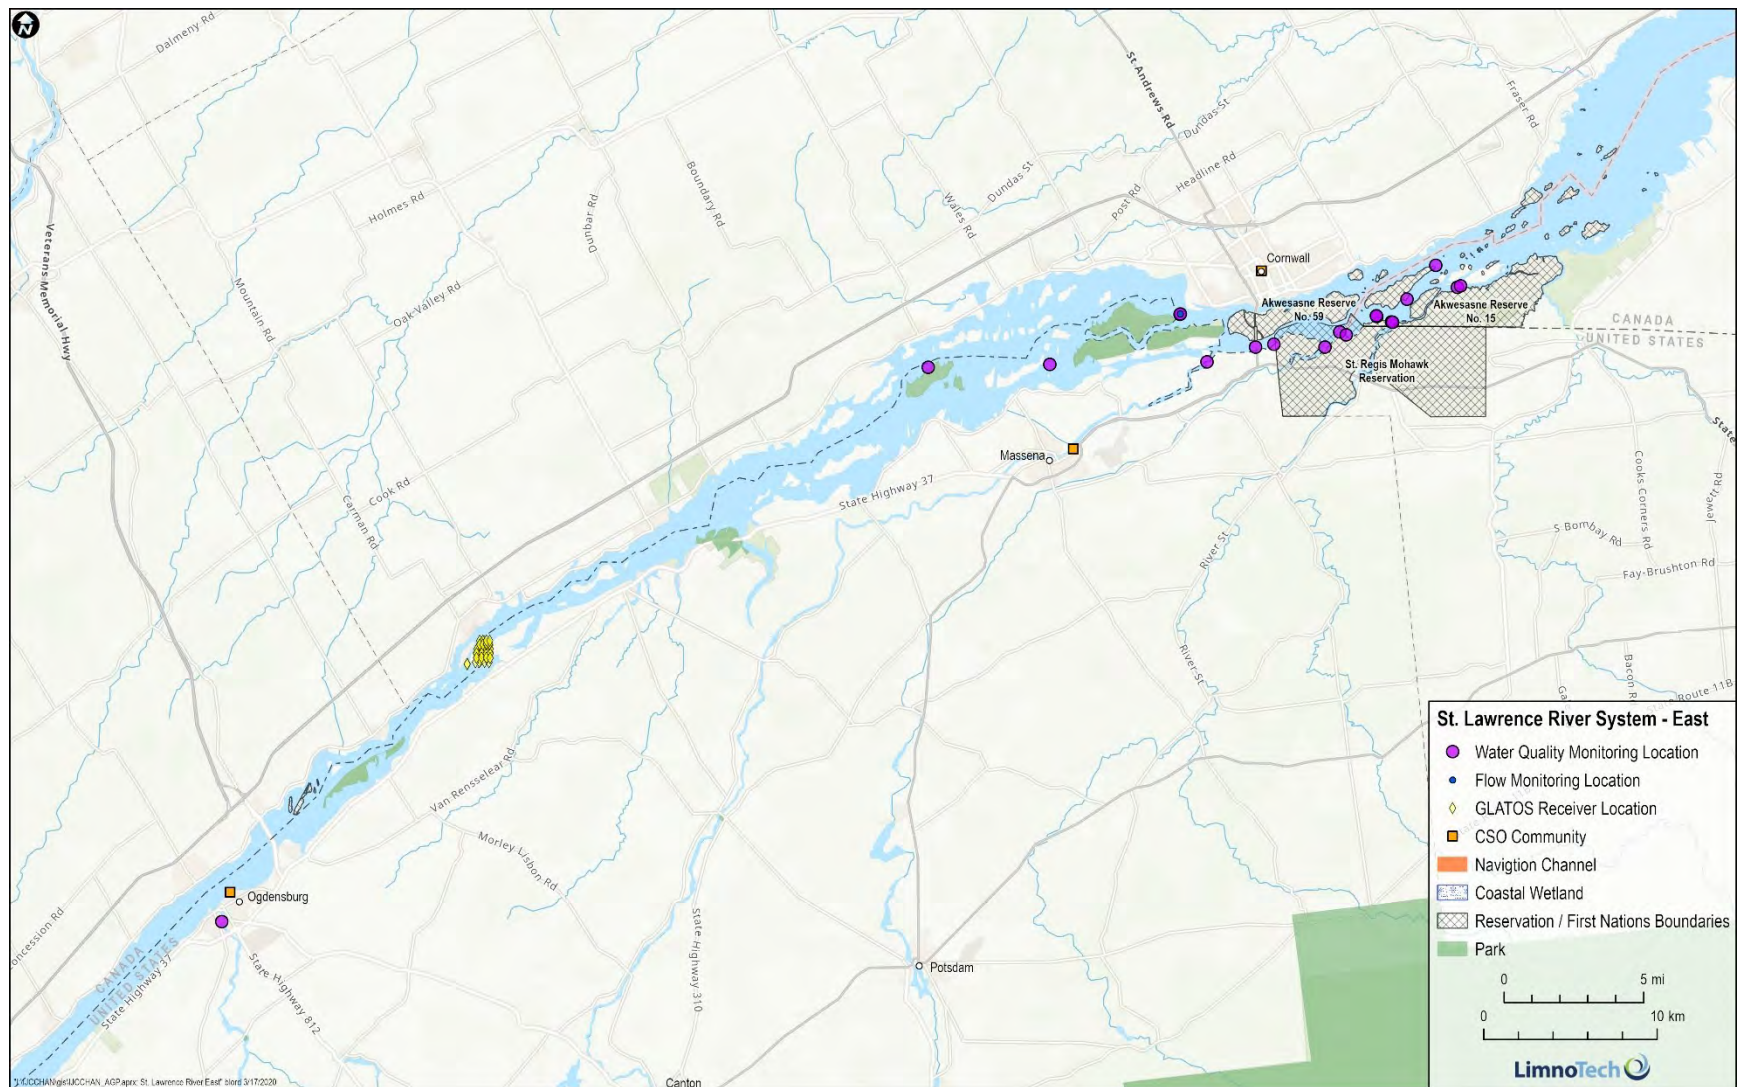 N
Dalmeny Rd
St Andrews Rd
Fraser Rd
Dundas St
Headline Rd
Boundary Rd
Dundas St
Post Rd
Holmes Rd
Dunbar Rd
Wales Rd
Veterans Memorial Hwy
Mountain Rd
Oak Valley Rd
Cornwall
Akwesasne Reserve
No. 59
Akwesasne Reserve
No. 15
CANADA
UNITED STATES
St. Regis Mohawk
Reservation
State
Massena
Cook Rd
Carman Rd
State Highway 37
Cooks Corners Rd
Jewett Rd
S Bombay Rd
River St
Fay-Brushton Rd
River St
Bacon Rd
State Route 11B
Van Rensselear Rd
Morley Lisbon Rd
Ogdensburg
oncession Rd
CANADA
UNITED STATES
State Highway 37
State Highway 812
State Highway 310
Potsdam
Canton
St. Lawrence River System - East
Water Quality Monitoring Location
Flow Monitoring Location
GLATOS Receiver Location
CSO Community
Navigtion Channel
Coastal Wetland
Reservation / First Nations Boundaries
Park
0 5 mi
0 10 km
LimnoTech